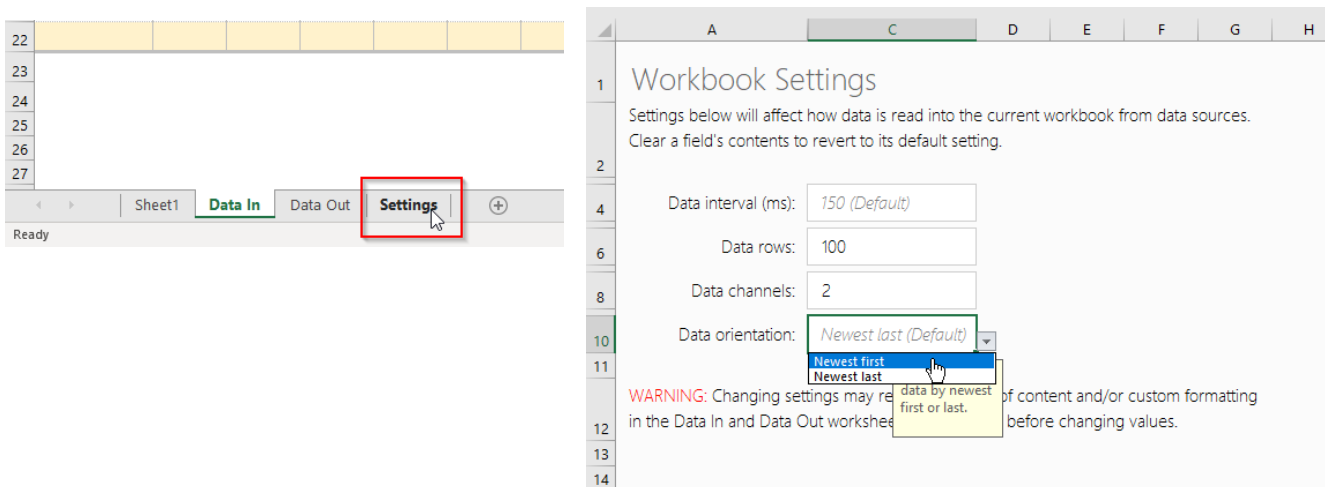 22
23
24
25
26
27
Sheet1 Data In Data Out Settings
Ready
A C D E F G H
1 Workbook Settings
Settings below will affect how data is read into the current workbook from data sources.
Clear a field's contents to revert to its default setting.
2
4 Data interval (ms): 150 (Default)
6 Data rows: 100
8 Data channels: 2
10 Data orientation: Newest last (Default)
11 Newest first
Newest last
data by newest
first or last.
WARNING: Changing settings may re of content and/or custom formatting
12 in the Data In and Data Out workshee before changing values.
13
14